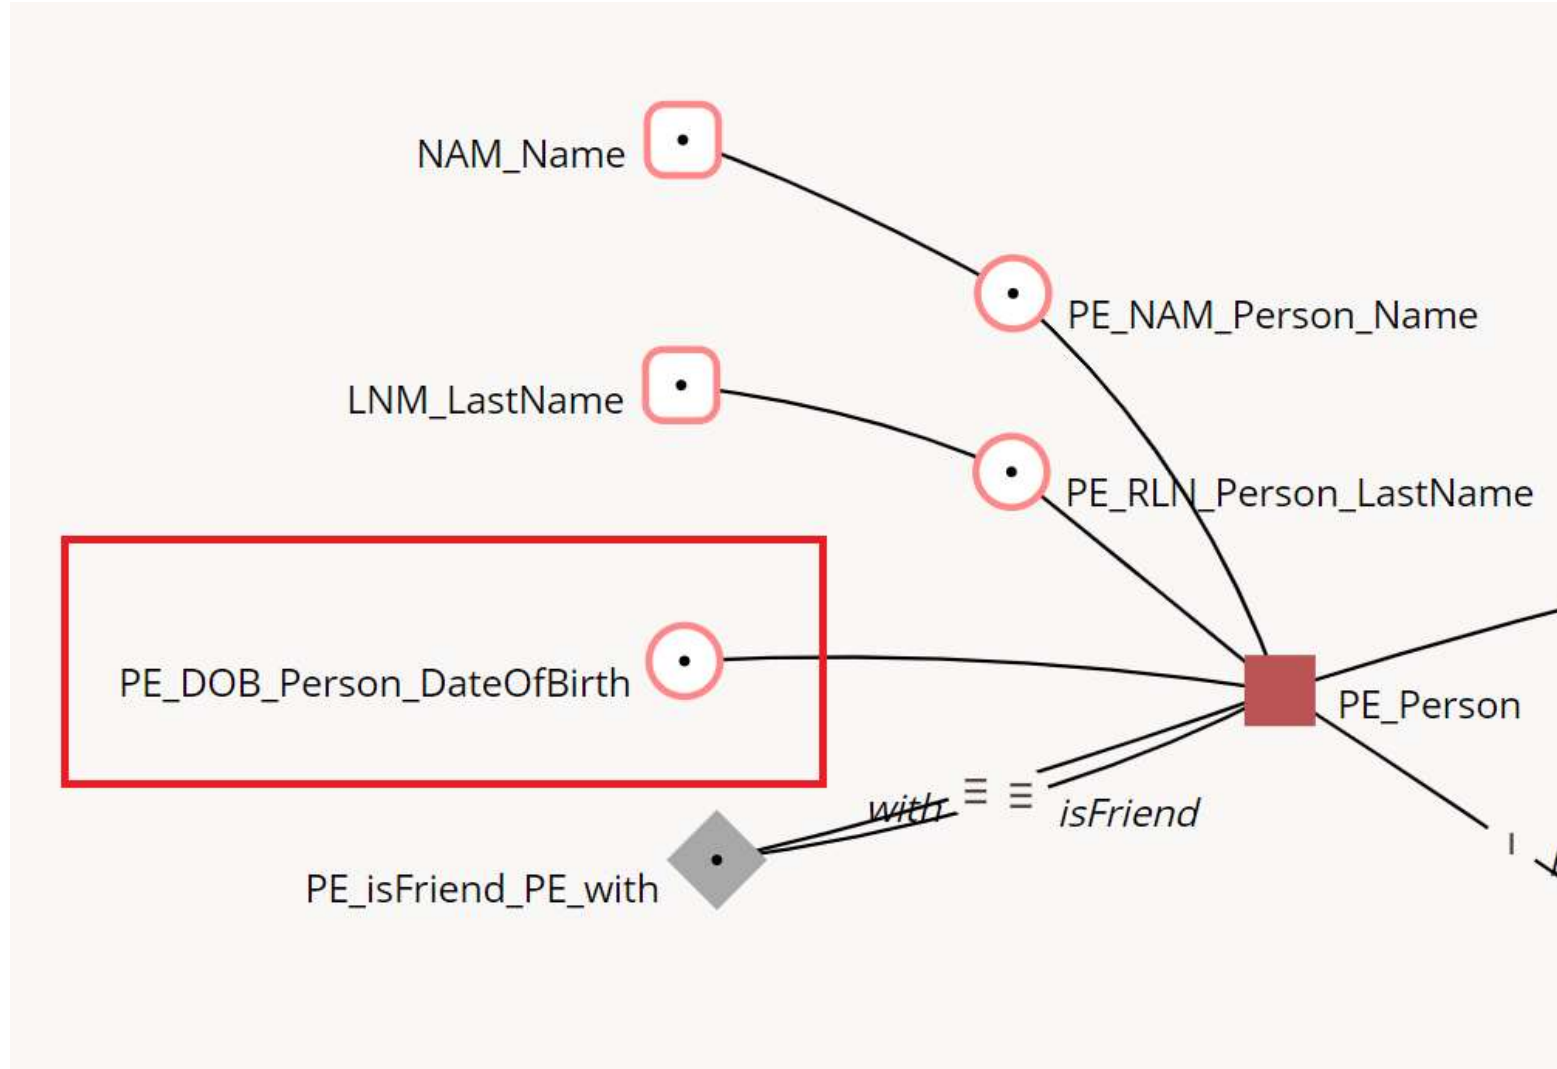 NAM_Name
PE_NAM_Person_Name
LNM_LastName
PE_RLN_Person_LastName
PE_DOB_Person_DateOfBirth
PE_Person
with
isFriend
PE_isFriend_PE_with